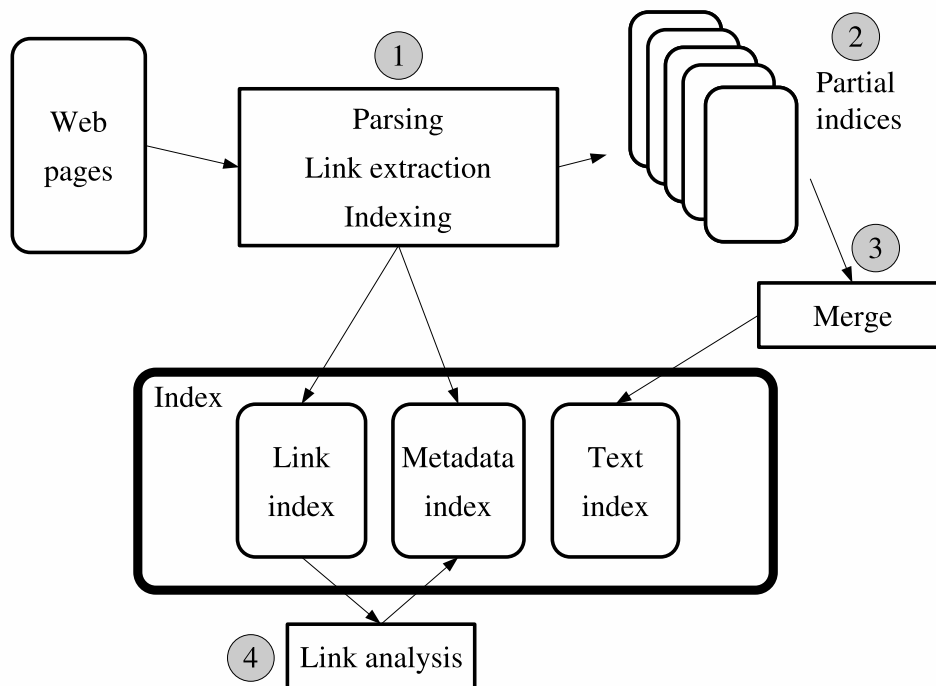 Web
pages
1
Parsing
Link extraction
Indexing
2
Partial
indices
3
Merge
Index
Link
index
Metadata
index
Text
index
4
Link analysis